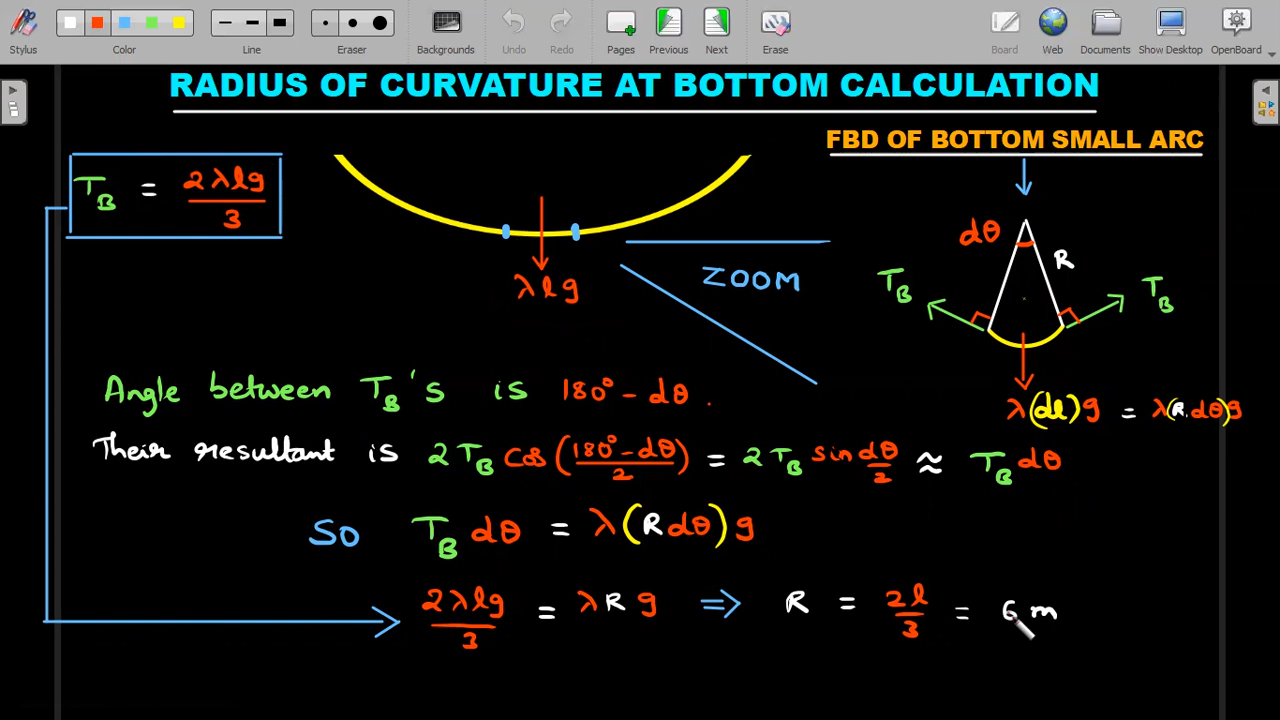 Stylus
Color
Line
Eraser
Backgrounds
Undo
Redo
Pages
Previous
Next
Erase
Board
Web
Documents
Show Desktop
OpenBoard
RADIUS OF CURVATURE AT BOTTOM CALCULATION
FBD OF BOTTOM SMALL ARC
T_B = 2λlg/3
λlg
ZOOM
dθ
R
T_B
T_B
λ(dl)g = λ(R.dθ)g
Angle between T_B's is 180° - dθ.
Their resultant is 2T_B cos(180°-dθ/2) = 2T_B sin dθ/2 ≈ T_B dθ
So T_B dθ = λ(Rdθ)g
2λlg/3 = λRg ⇒ R = 2l/3 = 6m